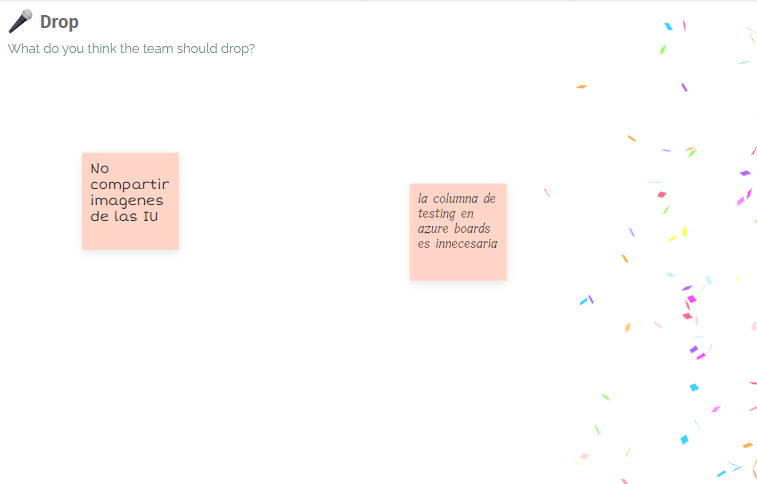 Drop
What do you think the team should drop?
No
compartir
imagenes
de las IU
la columna de
testing en
azure boards
es innecesaria